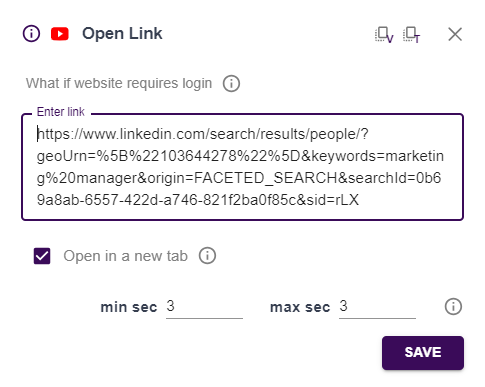 Open Link
V
T
What if website requires login
Enter link
https://www.linkedin.com/search/results/people/?
geoUrn=%5B%22103644278%22%5D&keywords=marketin
g%20manager&origin=FACETED_SEARCH&searchId=0b6
9a8ab-6557-422d-a746-821f2ba0f85c&sid=rLX
Open in a new tab
min sec 3 max sec 3
SAVE